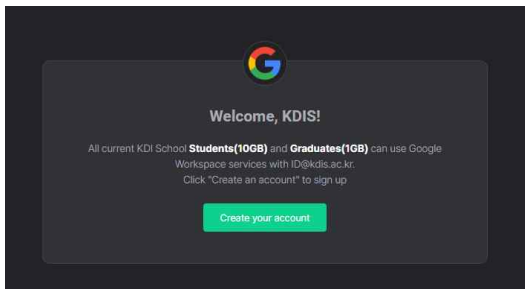 Welcome, KDIS!
All current KDI School Students(10GB) and Graduates(1GB) can use Google
Workspace services with ID@kdis.ac.kr.
Click "Create an account" to sign up
Create your account